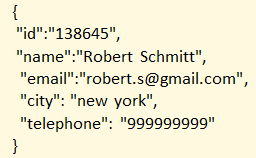 {
"id":"138645",
"name":"Robert Schmitt",
"email":"robert.s@gmail.com",
"city": "new york",
"telephone": "999999999"
}